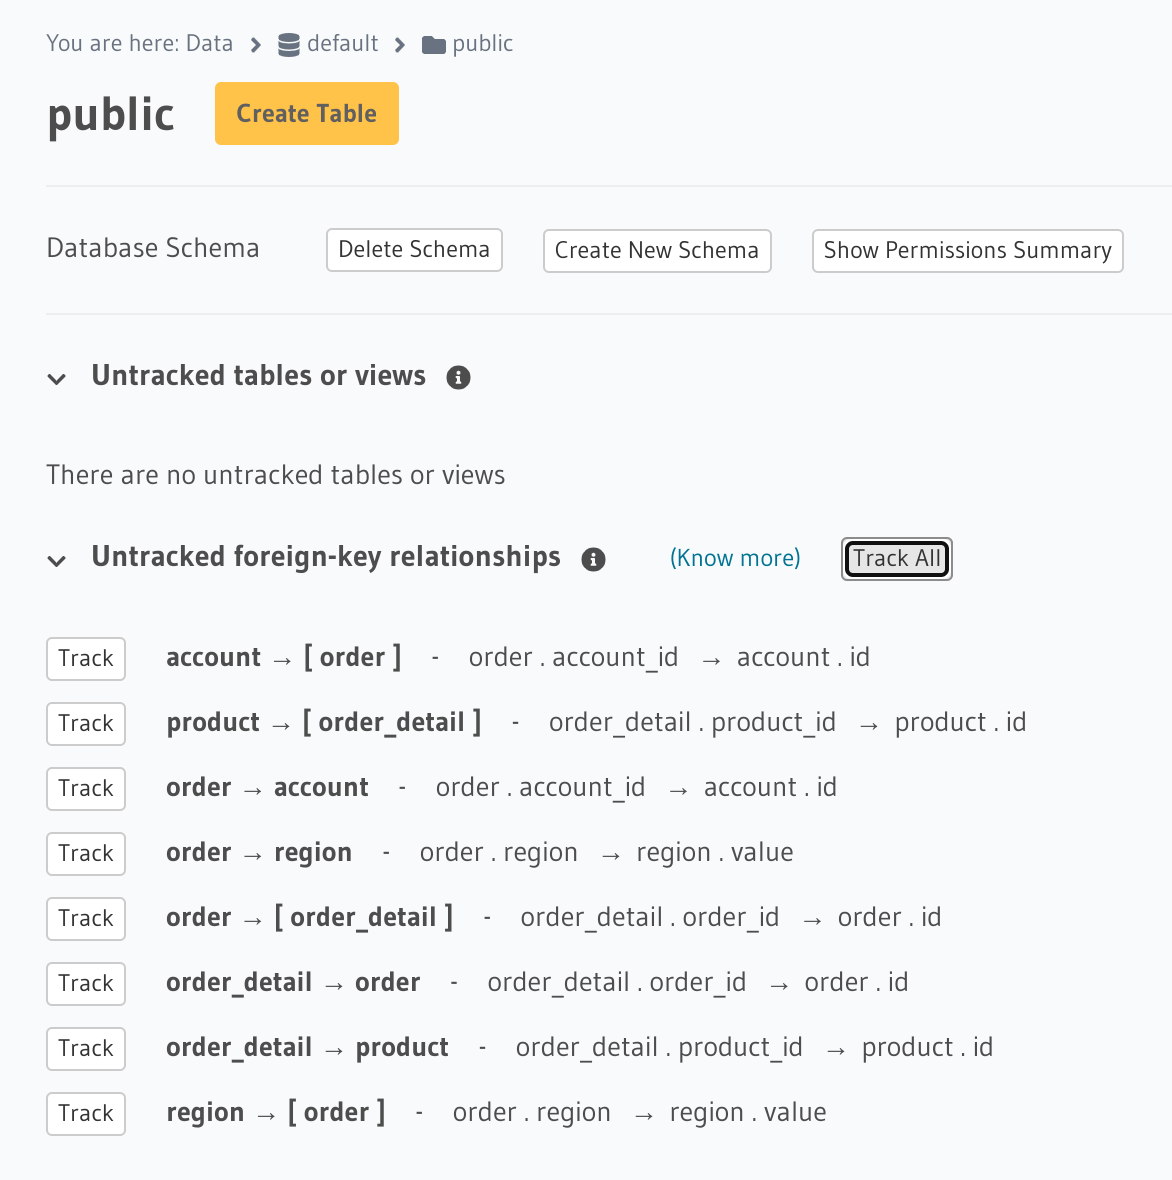 You are here: Data > default > public
public Create Table
Database Schema Delete Schema Create New Schema Show Permissions Summary
Untracked tables or views
There are no untracked tables or views
Untracked foreign-key relationships (Know more) Track All
Track account → [ order ] - order . account_id → account . id
Track product → [ order_detail ] - order_detail . product_id → product . id
Track order → account - order . account_id → account . id
Track order → region - order . region → region . value
Track order → [ order_detail ] - order_detail . order_id → order . id
Track order_detail → order - order_detail . order_id → order . id
Track order_detail → product - order_detail . product_id → product . id
Track region → [ order ] - order . region → region . value